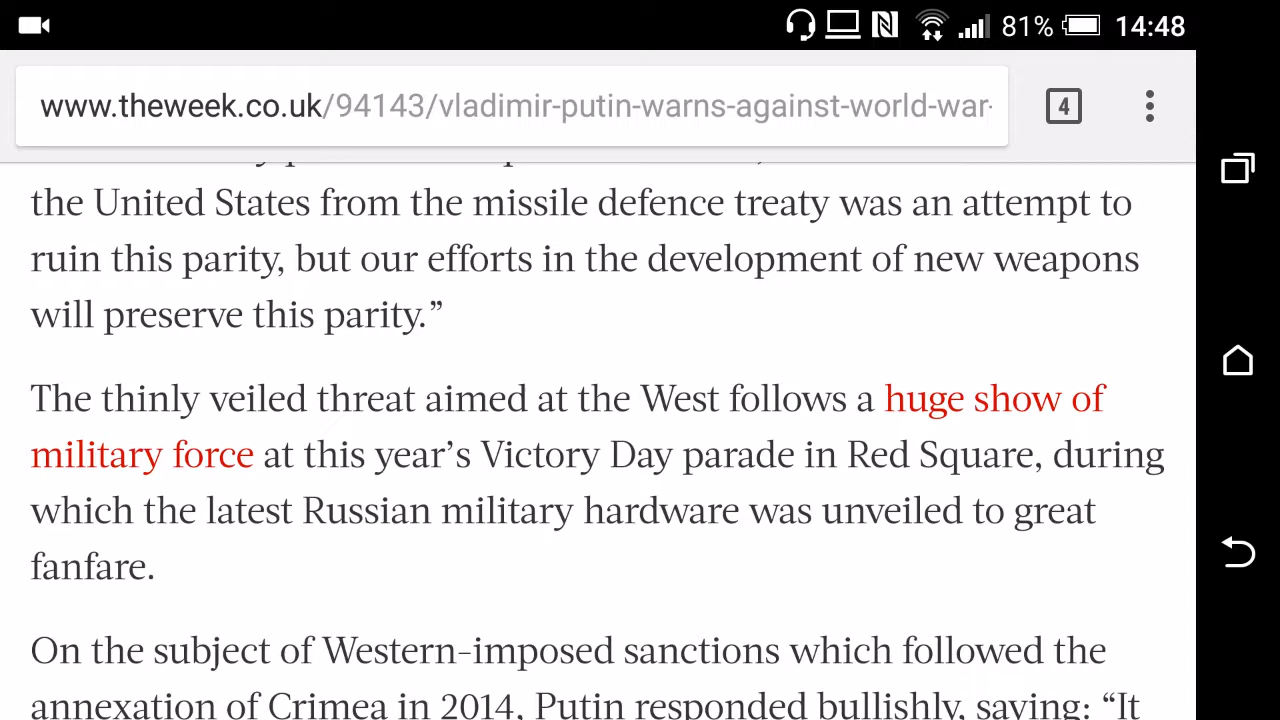 81% 14:48
www.theweek.co.uk/94143/vladimir-putin-warns-against-world-war-
4
the United States from the missile defence treaty was an attempt to
ruin this parity, but our efforts in the development of new weapons
will preserve this parity.”
The thinly veiled threat aimed at the West follows a huge show of
military force at this year’s Victory Day parade in Red Square, during
which the latest Russian military hardware was unveiled to great
fanfare.
On the subject of Western-imposed sanctions which followed the
annexation of Crimea in 2014, Putin responded bullishly, saying: “It